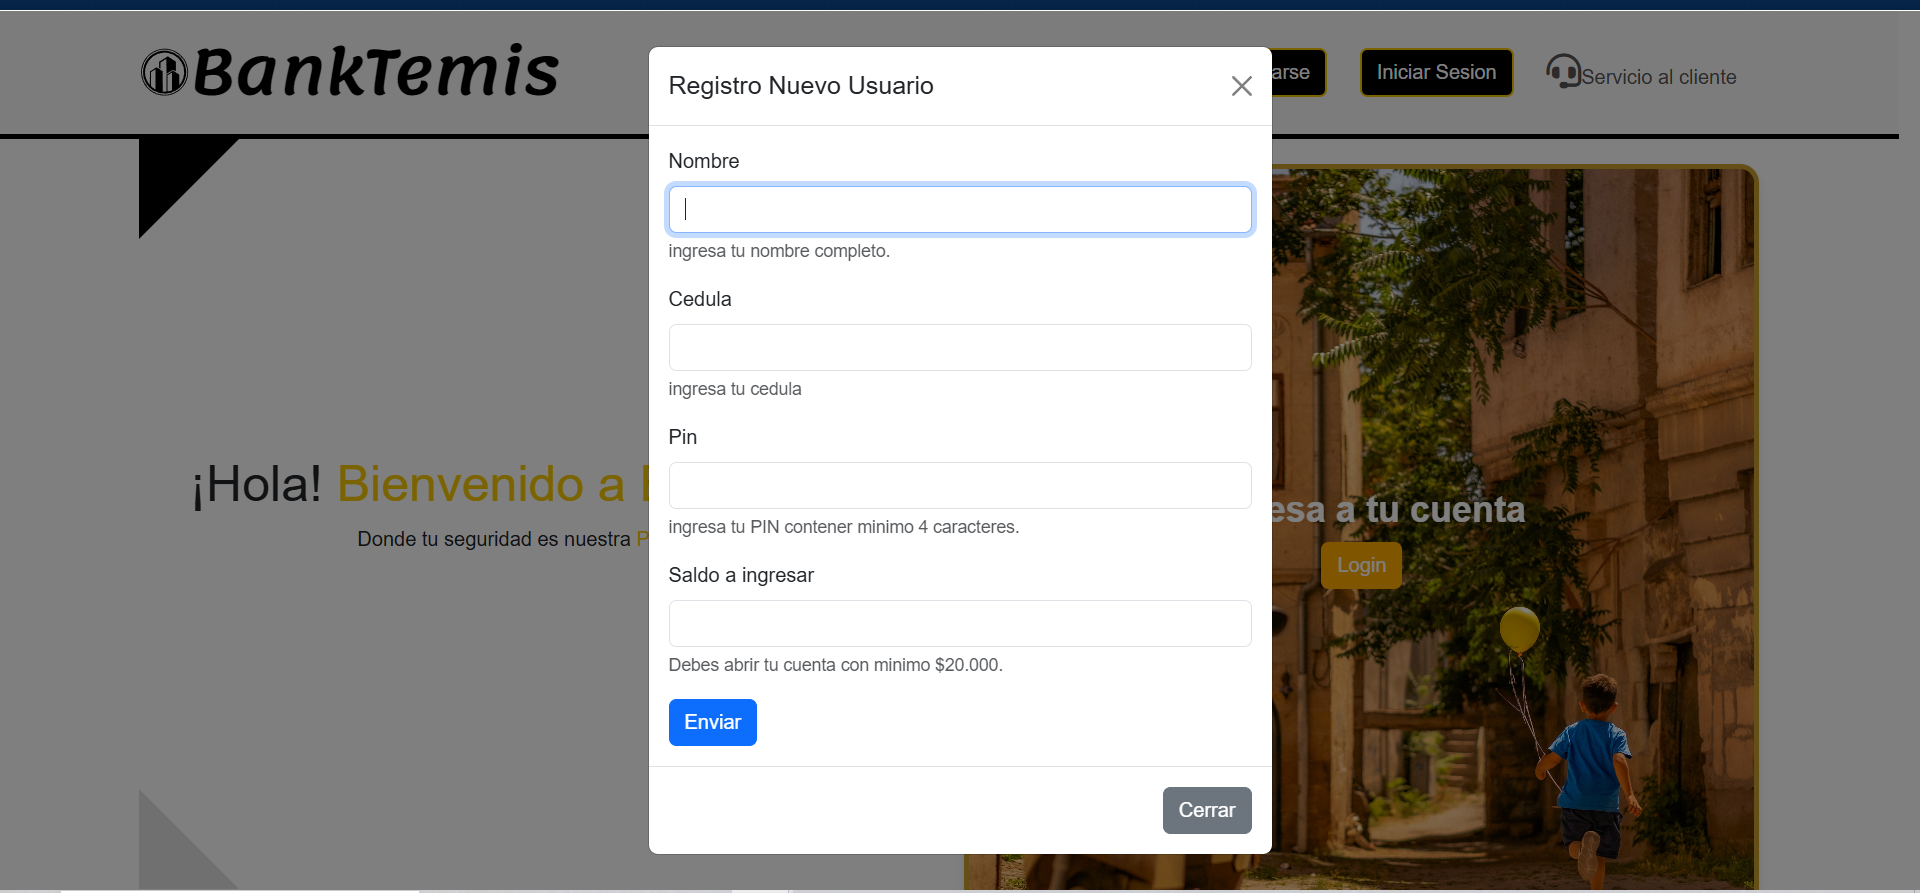 BankTemis
arse
Iniciar Sesion
Servicio al cliente
Registro Nuevo Usuario
Nombre
ingresa tu nombre completo.
Cedula
ingresa tu cedula
Pin
ingresa tu PIN contener minimo 4 caracteres.
Saldo a ingresar
Debes abrir tu cuenta con minimo $20.000.
Enviar
Cerrar
¡Hola! Bienvenido a
Donde tu seguridad es nuestra P
esa a tu cuenta
Login